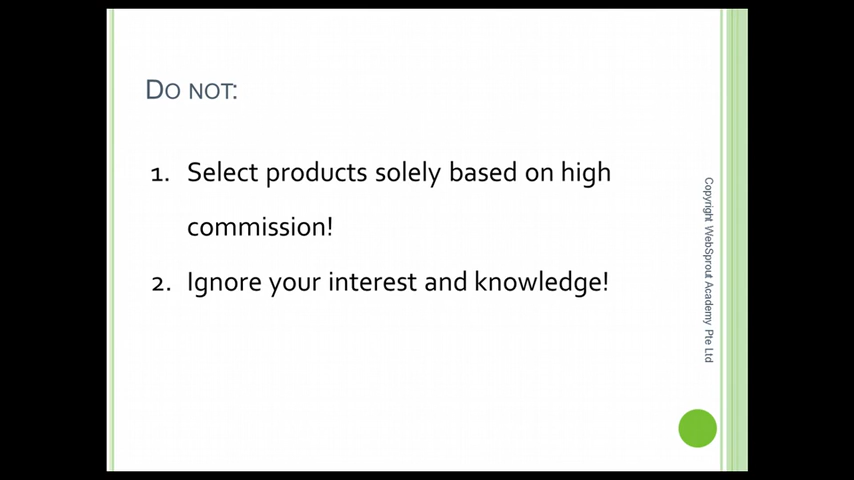 DO NOT:
1. Select products solely based on high
commission!
2. Ignore your interest and knowledge!
Copyright WebSprout Academy Pte Ltd